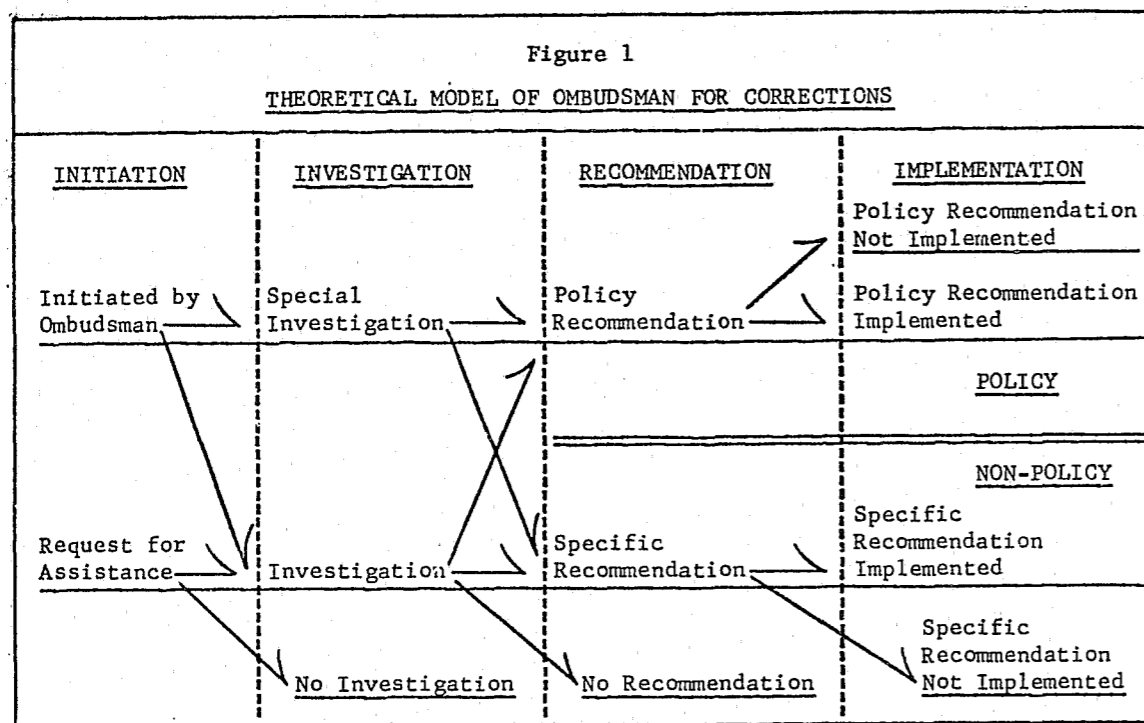 Figure 1
THEORETICAL MODEL OF OMBUDSMAN FOR CORRECTIONS
INITIATION
INVESTIGATION
RECOMMENDATION
IMPLEMENTATION
Policy Recommendation
Not Implemented
Initiated by
Ombudsman
Special
Investigation
Policy
Recommendation
Policy Recommendation
Implemented
POLICY
NON-POLICY
Request for
Assistance
Investigation
Specific
Recommendation
Specific
Recommendation
Implemented
No Investigation
No Recommendation
Specific
Recommendation
Not Implemented